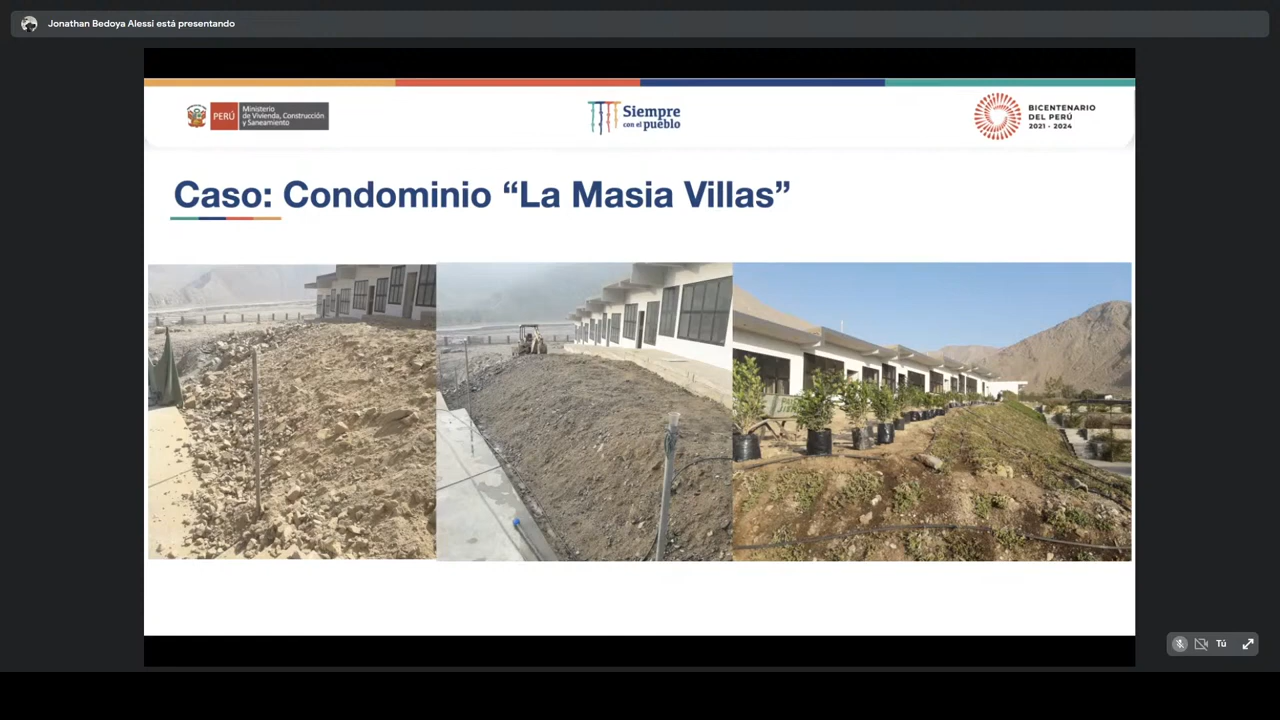 Jonathan Bedoya Alessi está presentando
PERÚ
Ministerio
de Vivienda, Construcción
y Saneamiento
Siempre
con el pueblo
BICENTENARIO
DEL PERÚ
2021 - 2024
Caso: Condominio “La Masia Villas”
Tú